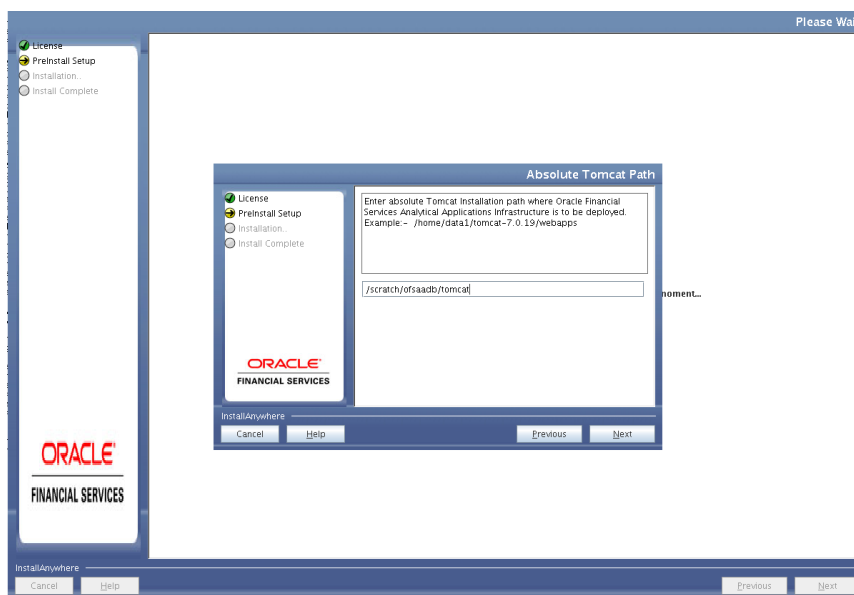 Please Wai
License
PreInstall Setup
Installation..
Install Complete
Absolute Tomcat Path
License
PreInstall Setup
Installation..
Install Complete
Enter absolute Tomcat Installation path where Oracle Financial
Services Analytical Applications Infrastructure is to be deployed.
Example:- /home/data1/tomcat-7.0.19/webapps
/scratch/ofsaadb/tomcat
noment...
ORACLE
FINANCIAL SERVICES
InstallAnywhere
Cancel
Help
Previous
Next
ORACLE
FINANCIAL SERVICES
InstallAnywhere
Cancel
Help
Previous
Next